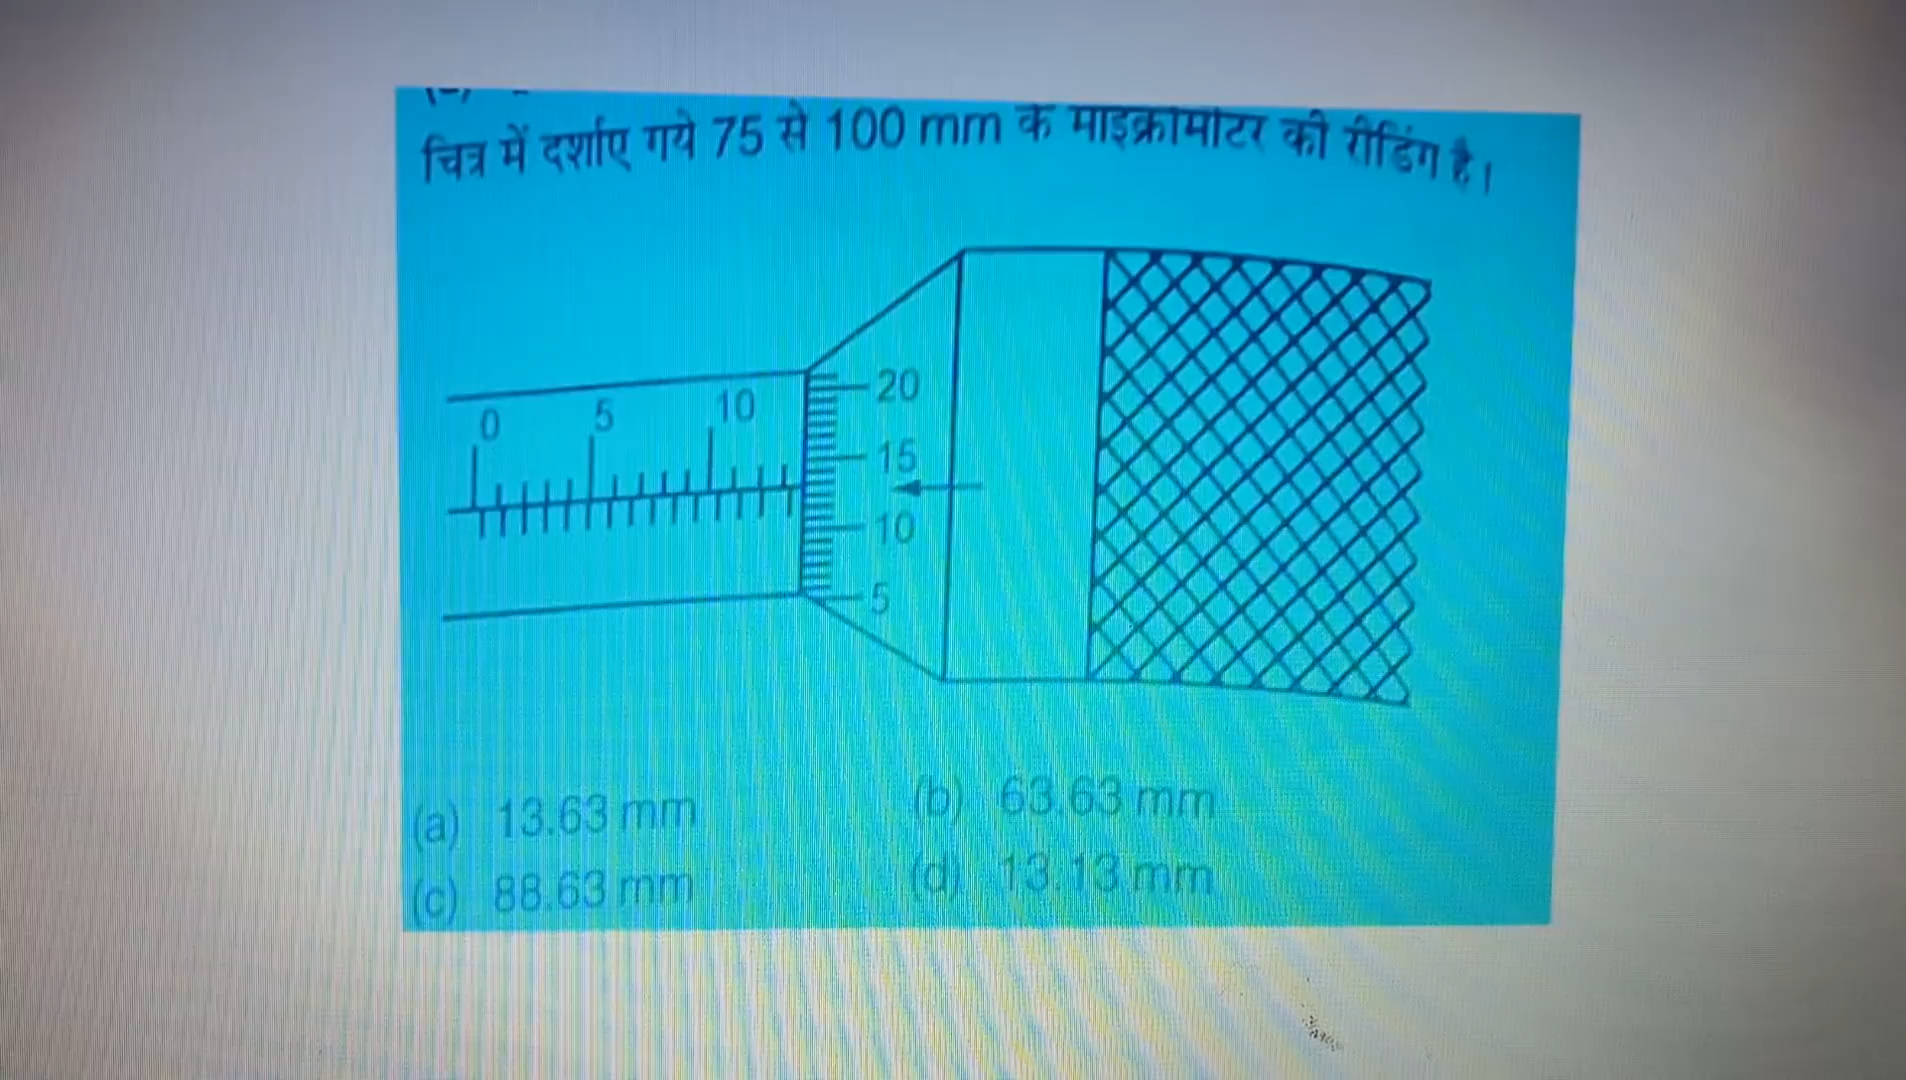 चित्र में दर्शाए गये 75 से 100 mm के माइक्रोमीटर की रीडिंग है।
0 5 10
20
15
10
5
(a) 13.63 mm (b) 63.63 mm
(c) 88.63 mm (d) 13.13 mm